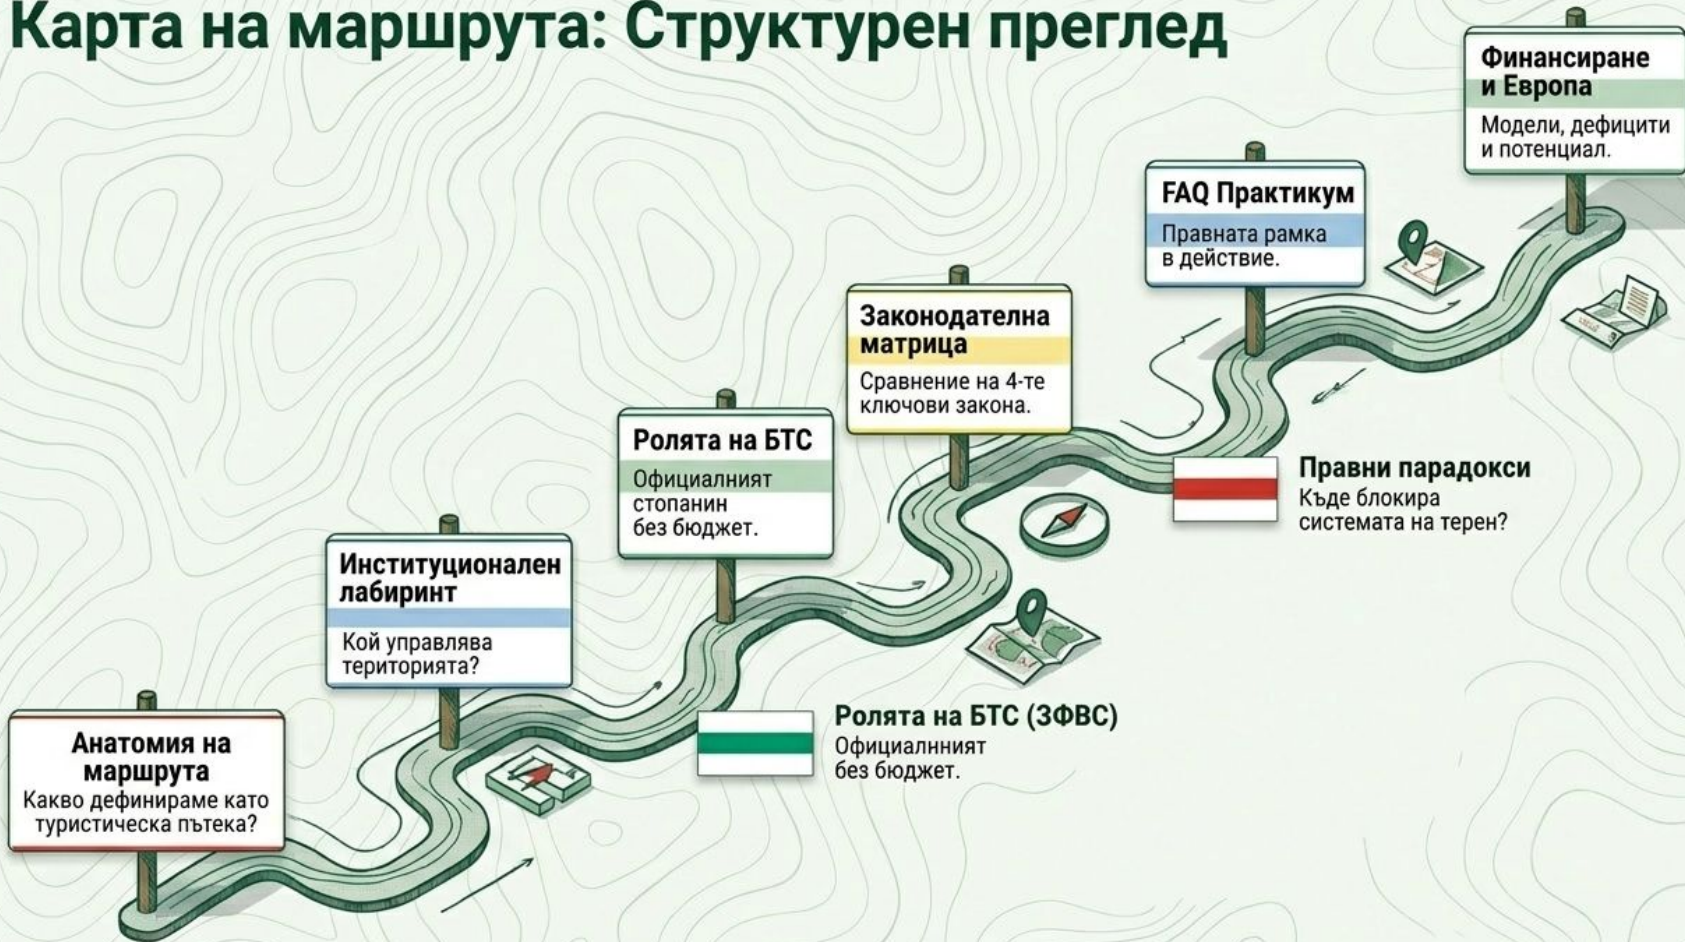 Карта на маршрута: Структурен преглед
Финансиране
и Европа
Модели, дефицити
и потенциал.
FAQ Практикум
Правната рамка
в действие.
Законодателна
матрица
Сравнение на 4-те
ключови закона.
Ролята на БТС
Официалният
стопанин
без бюджет.
Правни парадокси
Къде блокира
системата на терен?
Институционален
лабиринт
Кой управлява
територията?
Ролята на БТС (ЗФВС)
Официалнният
без бюджет.
Анатомия на
маршрута
Какво дефинираме като
туристическа пътека?